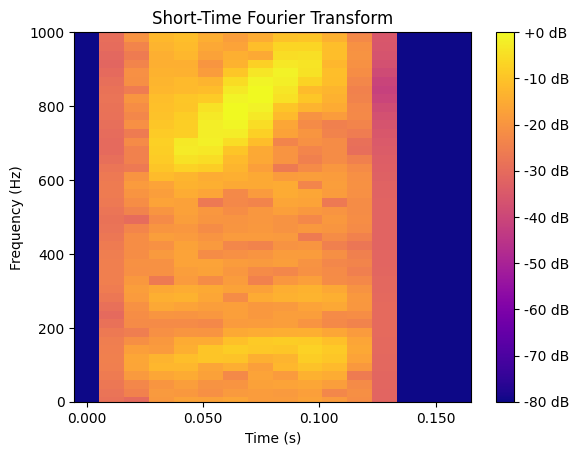 Short-Time Fourier Transform
1000
800
600
400
200
0
Frequency (Hz)
0.000
0.050
0.100
0.150
Time (s)
+0 dB
-10 dB
-20 dB
-30 dB
-40 dB
-50 dB
-60 dB
-70 dB
-80 dB